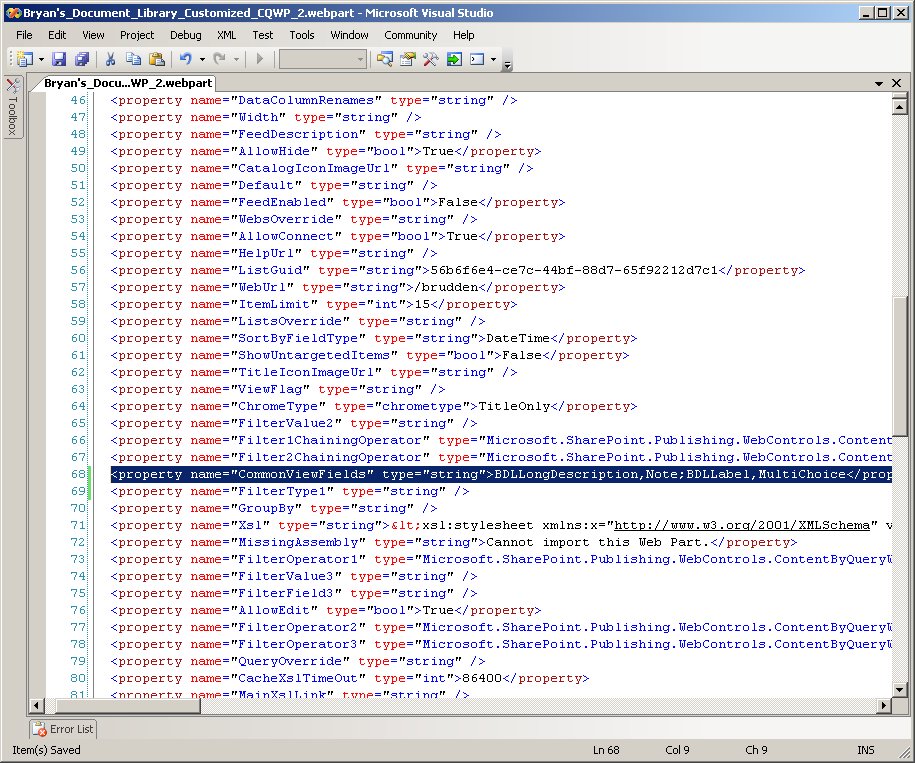 Bryan's_Document_Library_Customized_CQWP_2.webpart - Microsoft Visual Studio
File Edit View Project Debug XML Test Tools Window Community Help
Toolbox
Bryan's_Docu...WP_2.webpart
46 <property name="DataColumnRenames" type="string" />
47 <property name="Width" type="string" />
48 <property name="FeedDescription" type="string" />
49 <property name="AllowHide" type="bool">True</property>
50 <property name="CatalogIconImageUrl" type="string" />
51 <property name="Default" type="string" />
52 <property name="FeedEnabled" type="bool">False</property>
53 <property name="WebsOverride" type="string" />
54 <property name="AllowConnect" type="bool">True</property>
55 <property name="HelpUrl" type="string" />
56 <property name="ListGuid" type="string">56b6f6e4-ce7c-44bf-88d7-65f92212d7c1</property>
57 <property name="WebUrl" type="string">/brudden</property>
58 <property name="ItemLimit" type="int">15</property>
59 <property name="ListsOverride" type="string" />
60 <property name="SortByFieldType" type="string">DateTime</property>
61 <property name="ShowUntargetedItems" type="bool">False</property>
62 <property name="TitleIconImageUrl" type="string" />
63 <property name="ViewFlag" type="string" />
64 <property name="ChromeType" type="chrometype">TitleOnly</property>
65 <property name="FilterValue2" type="string" />
66 <property name="Filter1ChainingOperator" type="Microsoft.SharePoint.Publishing.WebControls.Content
67 <property name="Filter2ChainingOperator" type="Microsoft.SharePoint.Publishing.WebControls.Content
68 <property name="CommonViewFields" type="string">BDLLongDescription,Note;BDLLabel,MultiChoice</prop
69 <property name="FilterType1" type="string" />
70 <property name="GroupBy" type="string" />
71 <property name="Xsl" type="string">&lt;xsl:stylesheet xmlns:x="http://www.w3.org/2001/XMLSchema" v
72 <property name="MissingAssembly" type="string">Cannot import this Web Part.</property>
73 <property name="FilterOperator1" type="Microsoft.SharePoint.Publishing.WebControls.ContentByQueryW
74 <property name="FilterValue3" type="string" />
75 <property name="FilterField3" type="string" />
76 <property name="AllowEdit" type="bool">True</property>
77 <property name="FilterOperator2" type="Microsoft.SharePoint.Publishing.WebControls.ContentByQueryW
78 <property name="FilterOperator3" type="Microsoft.SharePoint.Publishing.WebControls.ContentByQueryW
79 <property name="QueryOverride" type="string" />
80 <property name="CacheXslTimeOut" type="int">86400</property>
81 <property name="MainXslLink" type="string" />
Error List
Item(s) Saved Ln 68 Col 9 Ch 9 INS